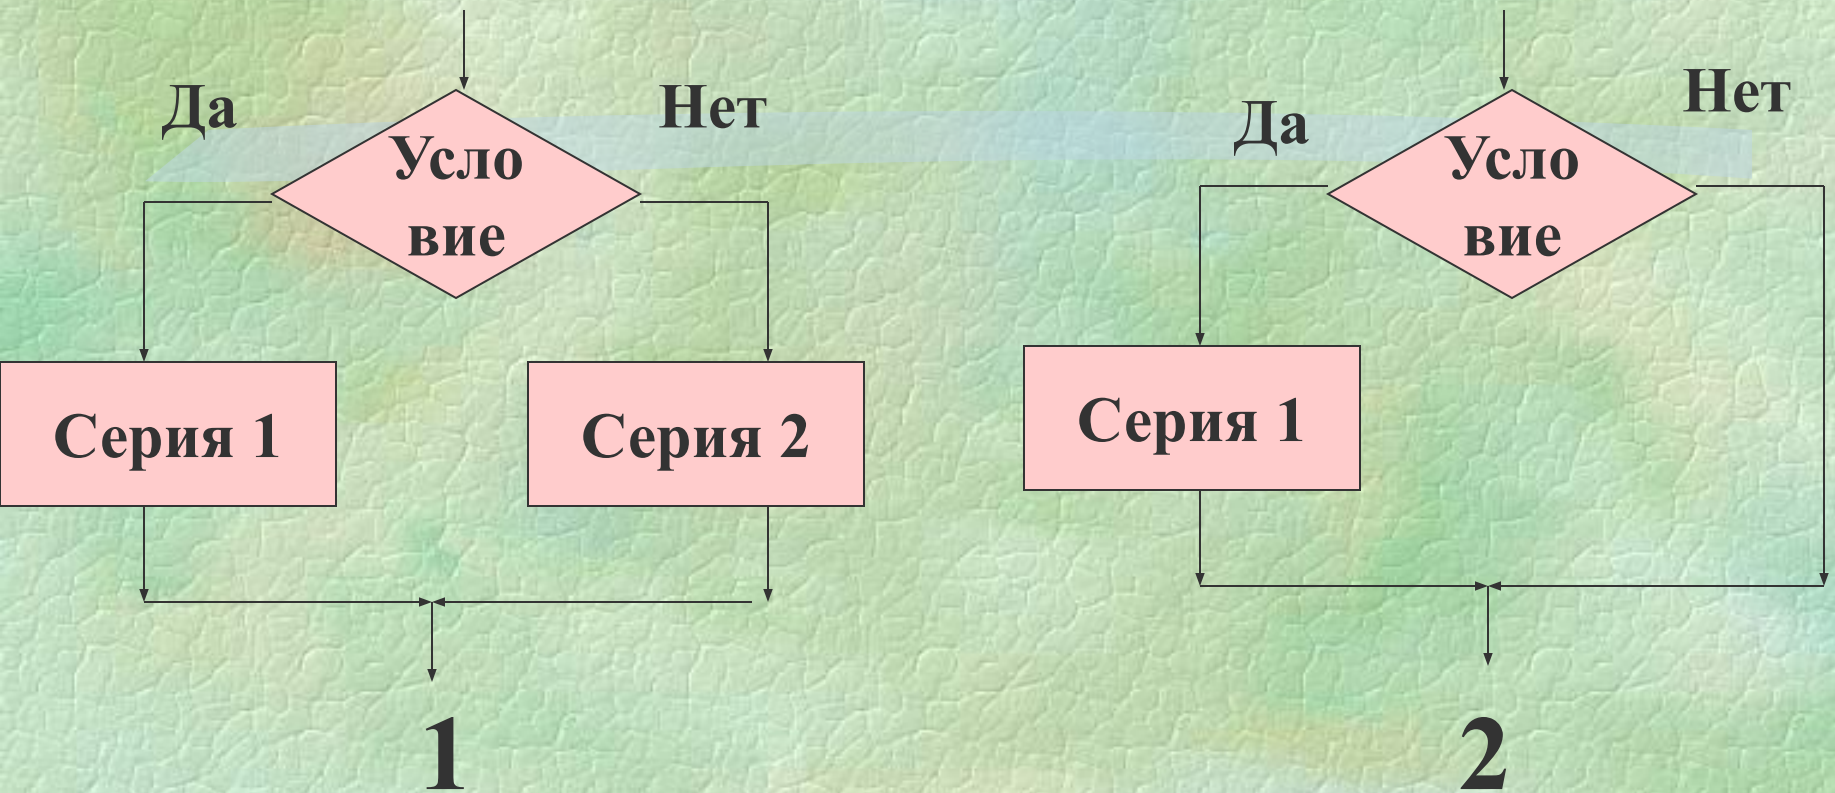 Да
Нет
Усло
вие
Серия 1
Серия 2
1
Да
Нет
Усло
вие
Серия 1
2